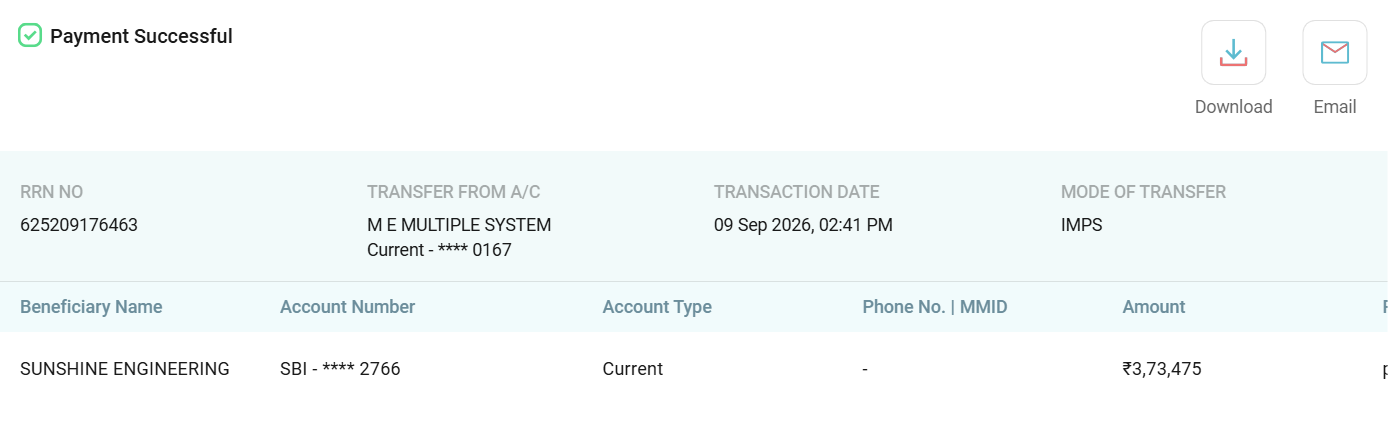 Payment Successful
Download
Email
RRN NO
TRANSFER FROM A/C
TRANSACTION DATE
MODE OF TRANSFER
625209176463
M E MULTIPLE SYSTEM
09 Sep 2026, 02:41 PM
IMPS
Current - **** 0167
Beneficiary Name
Account Number
Account Type
Phone No. | MMID
Amount
SUNSHINE ENGINEERING
SBI - **** 2766
Current
-
₹3,73,475